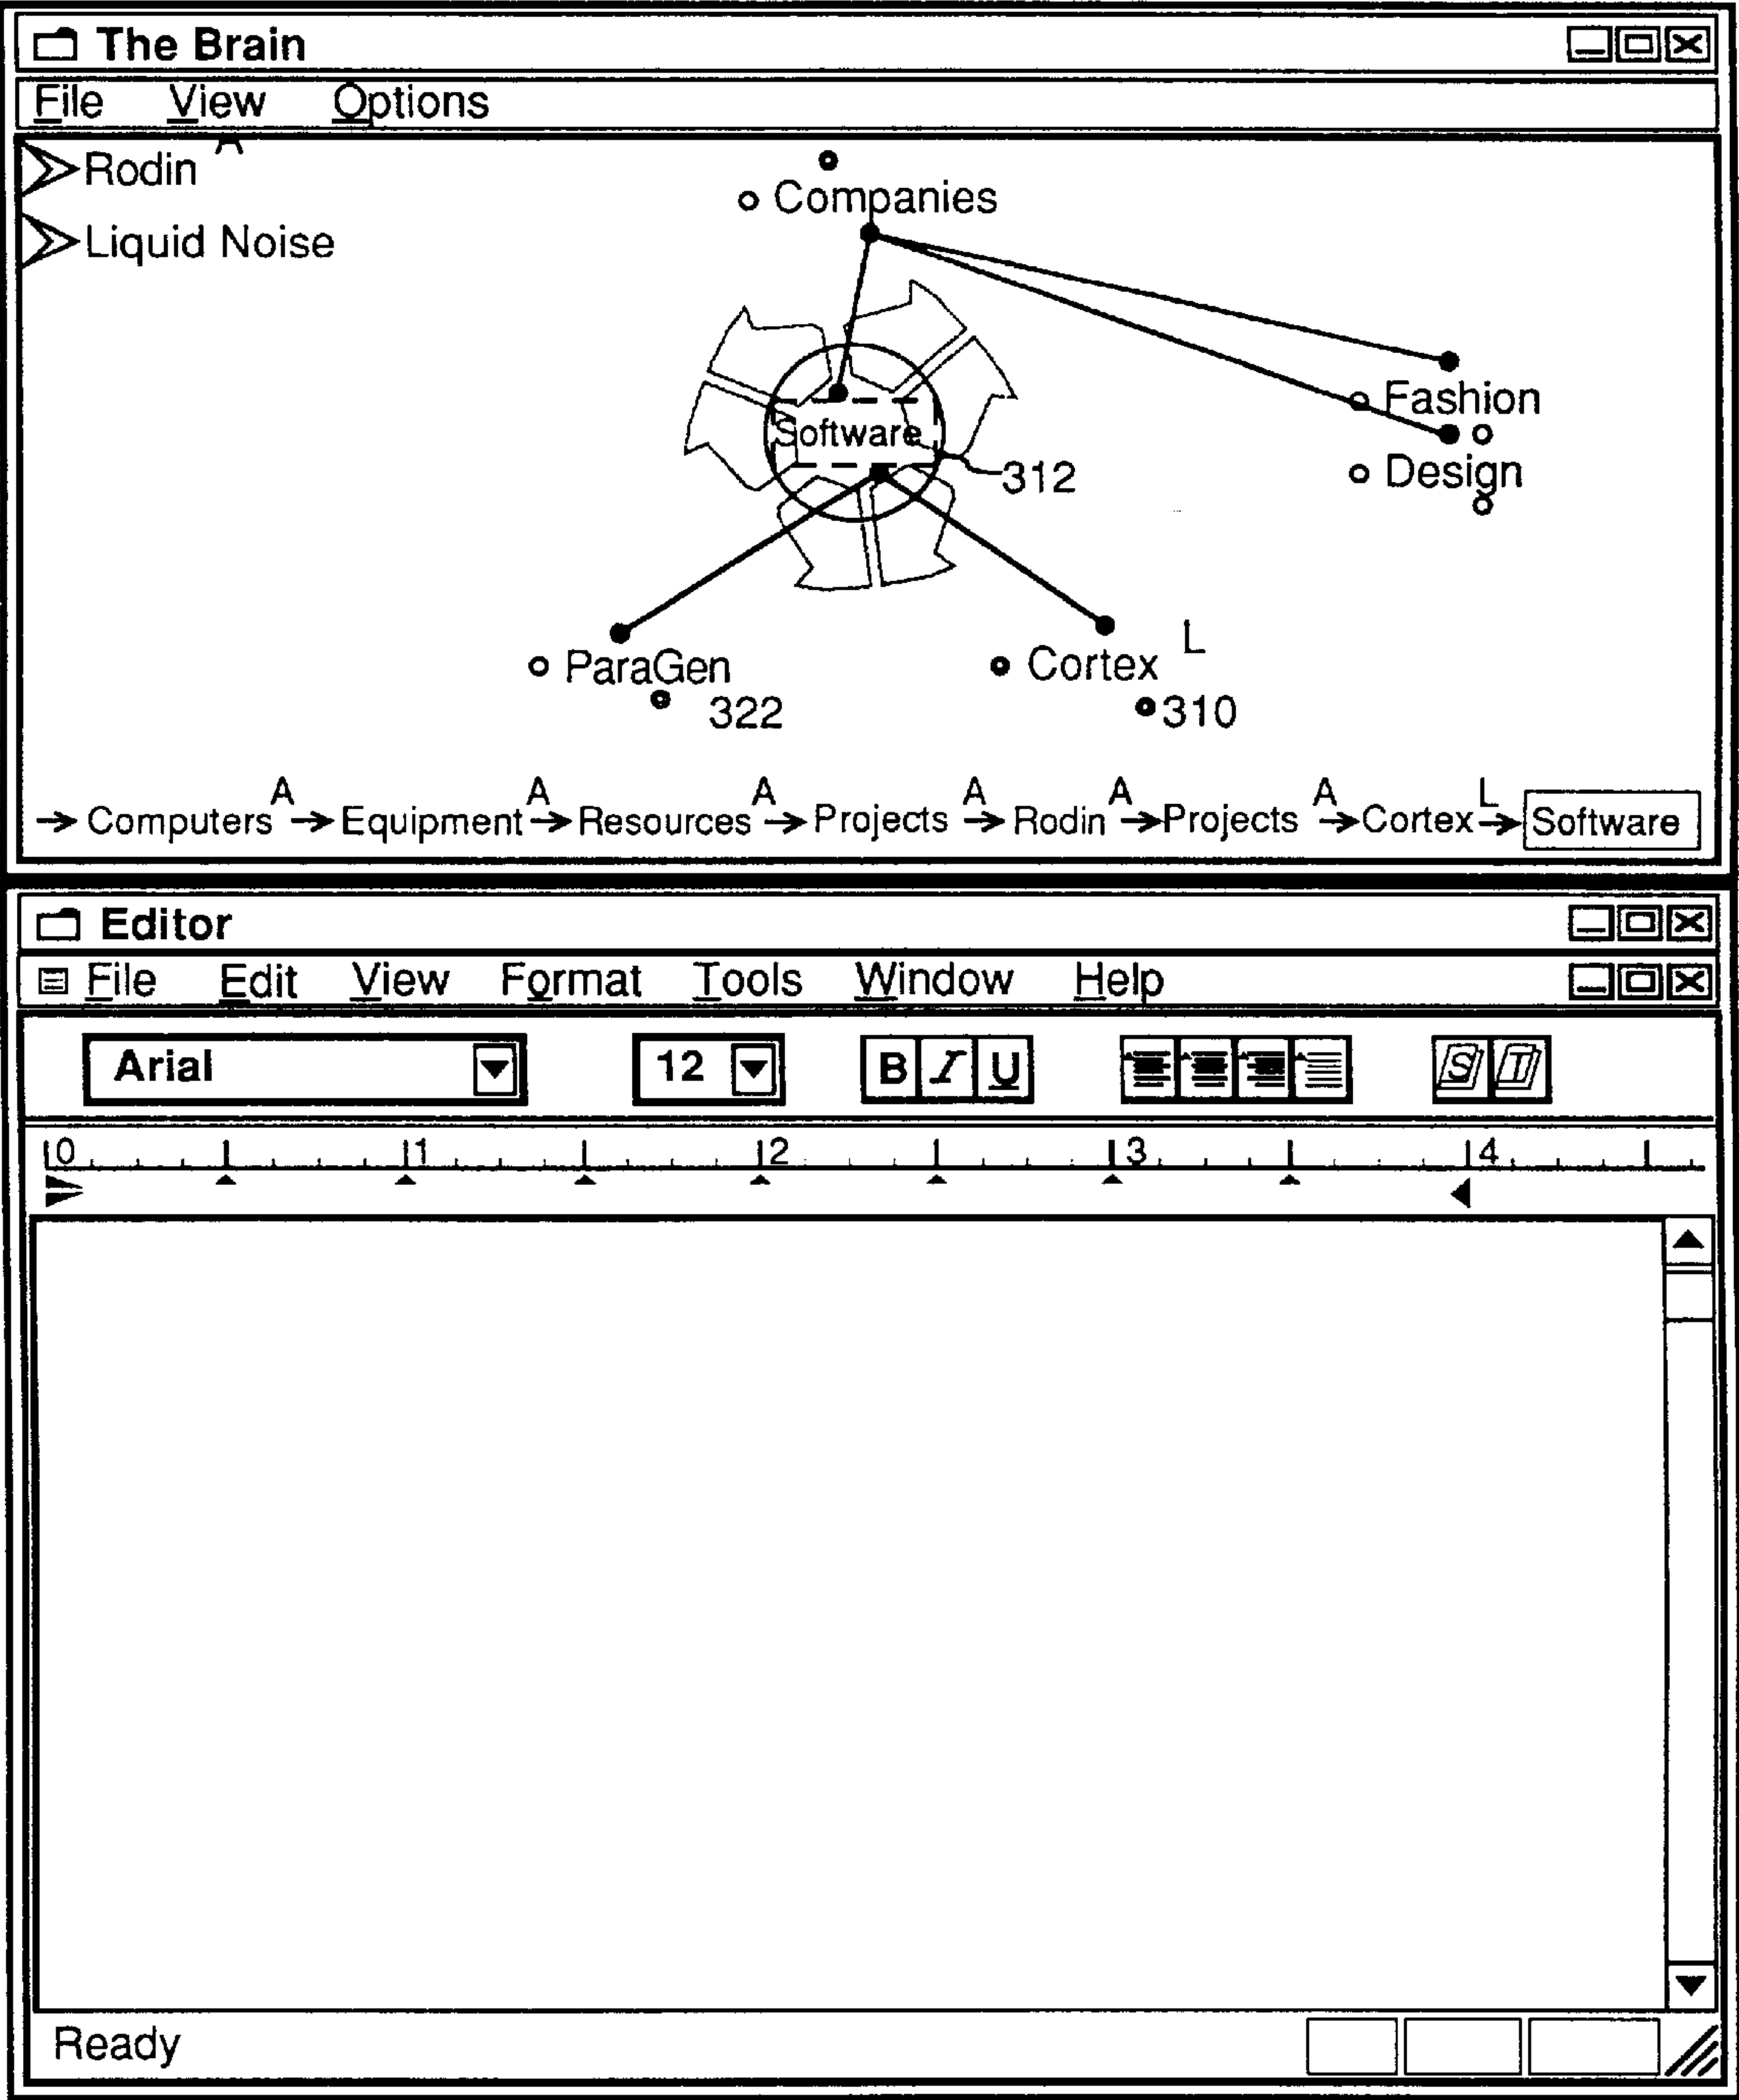 The Brain
File View Options
Rodin A
Liquid Noise
Companies
Fashion
Software
Design
312
L
ParaGen
Cortex
322
310
A A A A A A L
→ Computers → Equipment → Resources → Projects → Rodin → Projects → Cortex → Software
Editor
File Edit View Format Tools Window Help
Arial 12 B I U S T
0 1 2 3 4
Ready